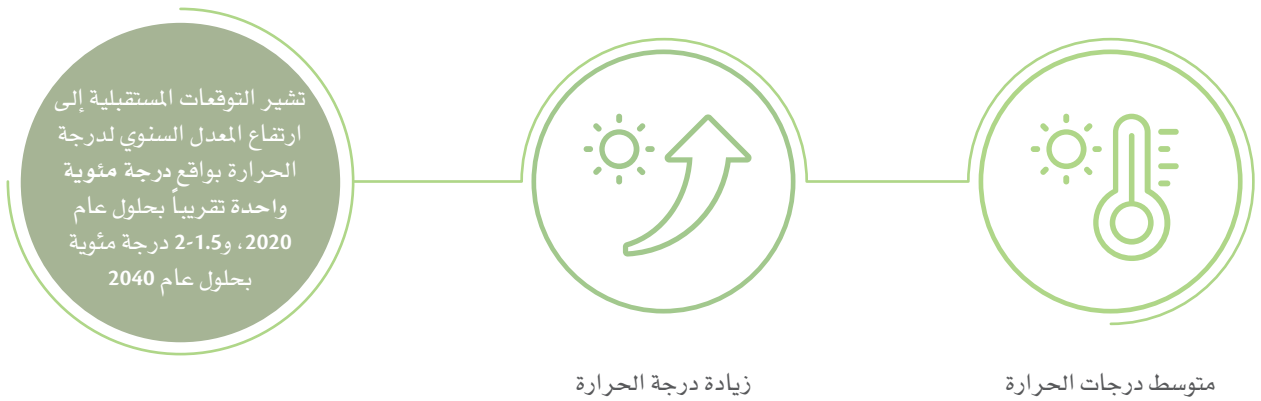 متوسط درجات الحرارة
زيادة درجة الحرارة
تشير التوقعات المستقبلية إلى
ارتفاع المعدل السنوي لدرجة
الحرارة بواقع درجة مئوية
واحدة تقريباً بحلول عام
2020، و1.5-2 درجة مئوية
بحلول عام 2040